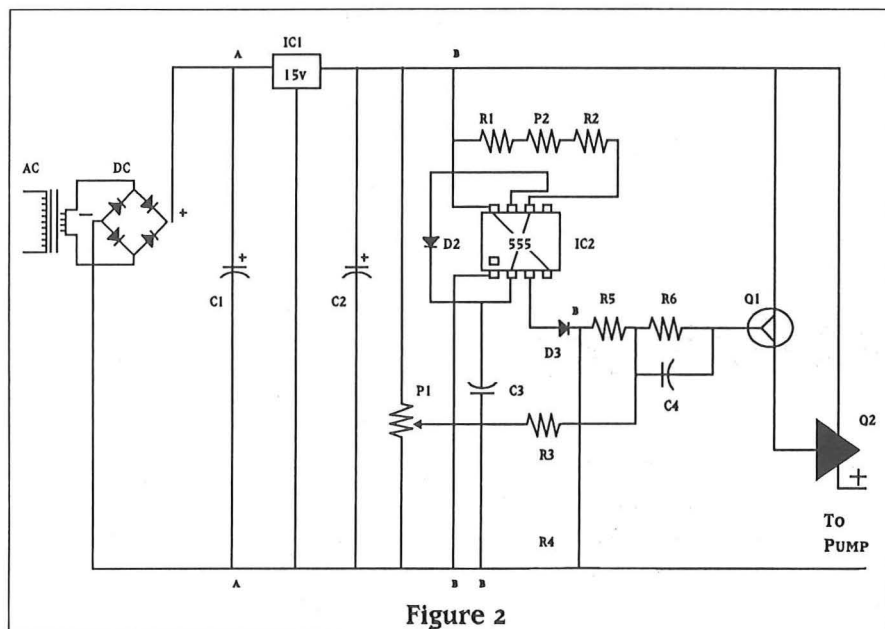 A IC1 B
15v
R1 P2 R2
AC DC
− +
D2 555 IC2
+ +
C1 C2
B R5 R6 Q1
D3
P1 C3 C4
Q2
R3
+
R4 To
Pump
A B B
Figure 2